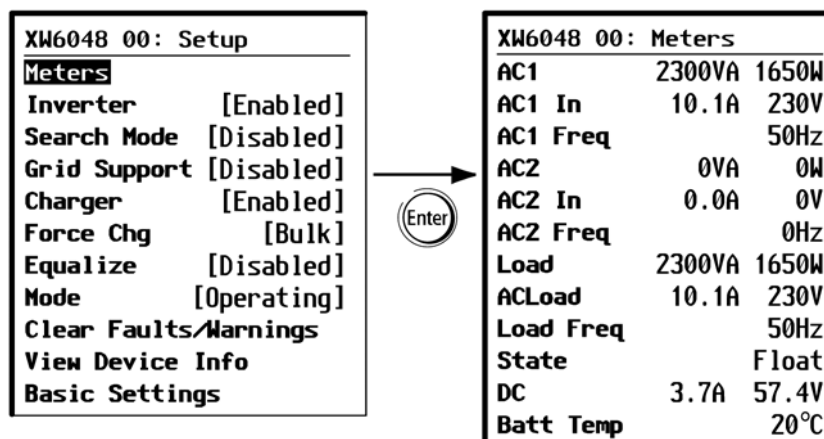 XW6048 00: Setup
Meters
Inverter [Enabled]
Search Mode [Disabled]
Grid Support [Disabled]
Charger [Enabled]
Force Chg [Bulk]
Equalize [Disabled]
Mode [Operating]
Clear Faults/Warnings
View Device Info
Basic Settings
Enter
XW6048 00: Meters
AC1 2300VA 1650W
AC1 In 10.1A 230V
AC1 Freq 50Hz
AC2 0VA 0W
AC2 In 0.0A 0V
AC2 Freq 0Hz
Load 2300VA 1650W
ACLoad 10.1A 230V
Load Freq 50Hz
State Float
DC 3.7A 57.4V
Batt Temp 20°C